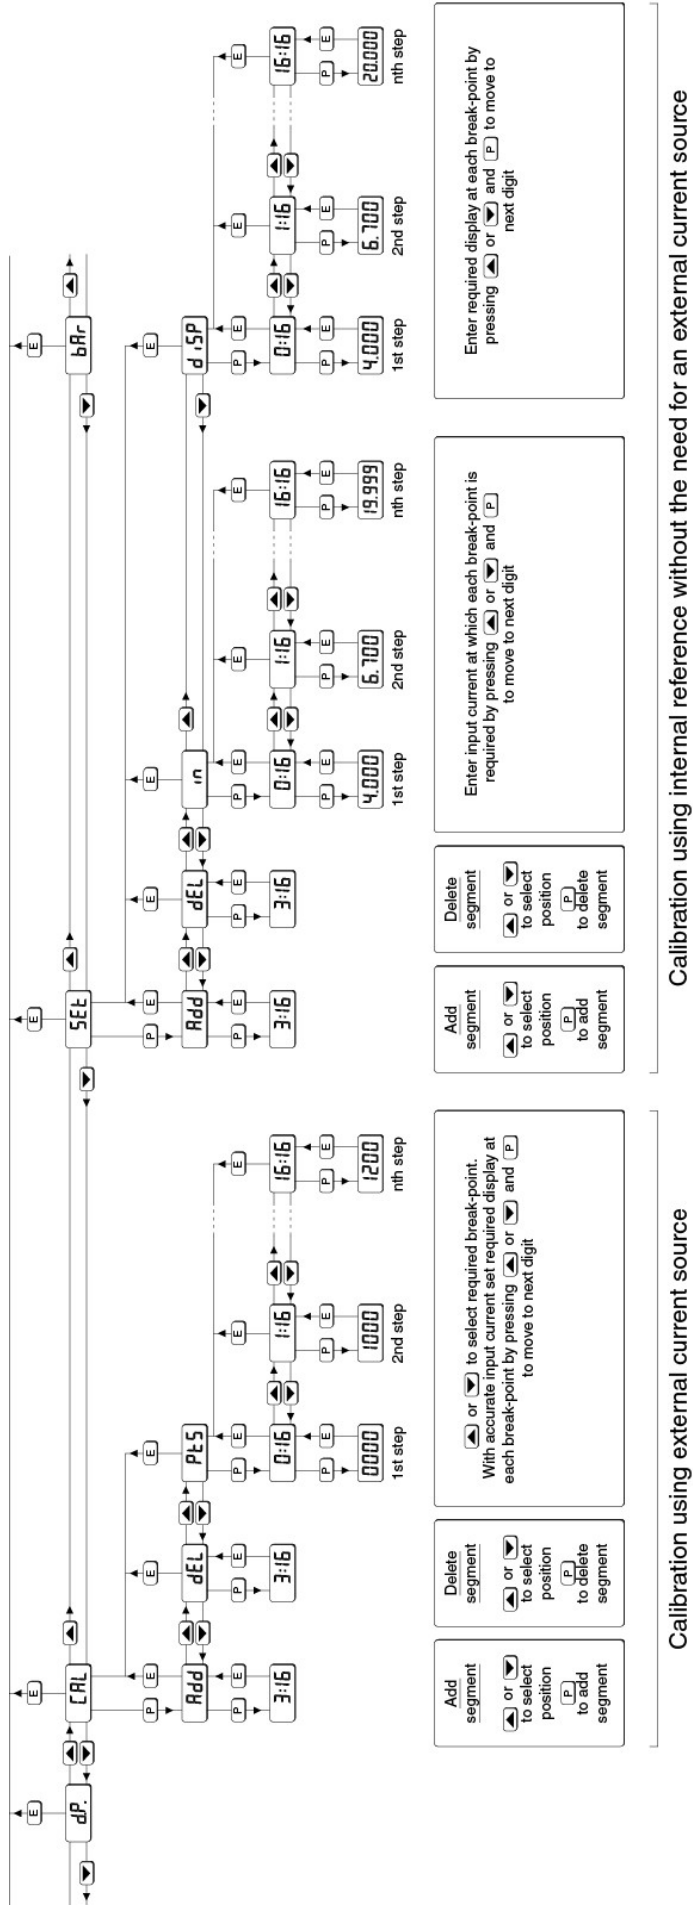 E E E E
dP. CAL SEt bAr
P E E E P E E E E
Add dEL PtS Add dEL in diSP
P E P E P E E E P E P E P E E E P E E E
3:16 3:16 0:16 1:16 16:16 3:16 3:16 0:16 1:16 16:16 0:16 1:16 16:16
P E P E P E P E P E P E P E P E P E
0000 1000 1200 4.000 6.700 19.999 4.000 6.700 20.000
1st step 2nd step nth step 1st step 2nd step nth step 1st step 2nd step nth step
Add
segment
▲ or ▼
to select
position
P
to add
segment
Delete
segment
▲ or ▼
to select
position
P
to delete
segment
▲ or ▼ to select required break-point.
With accurate input current set required display at
each break-point by pressing ▲ or ▼ and P
to move to next digit
Add
segment
▲ or ▼
to select
position
P
to add
segment
Delete
segment
▲ or ▼
to select
position
P
to delete
segment
Enter input current at which each break-point is
required by pressing ▲ or ▼ and P
to move to next digit
Enter required display at each break-point by
pressing ▲ or ▼ and P to move to
next digit
Calibration using external current source
Calibration using internal reference without the need for an external current source